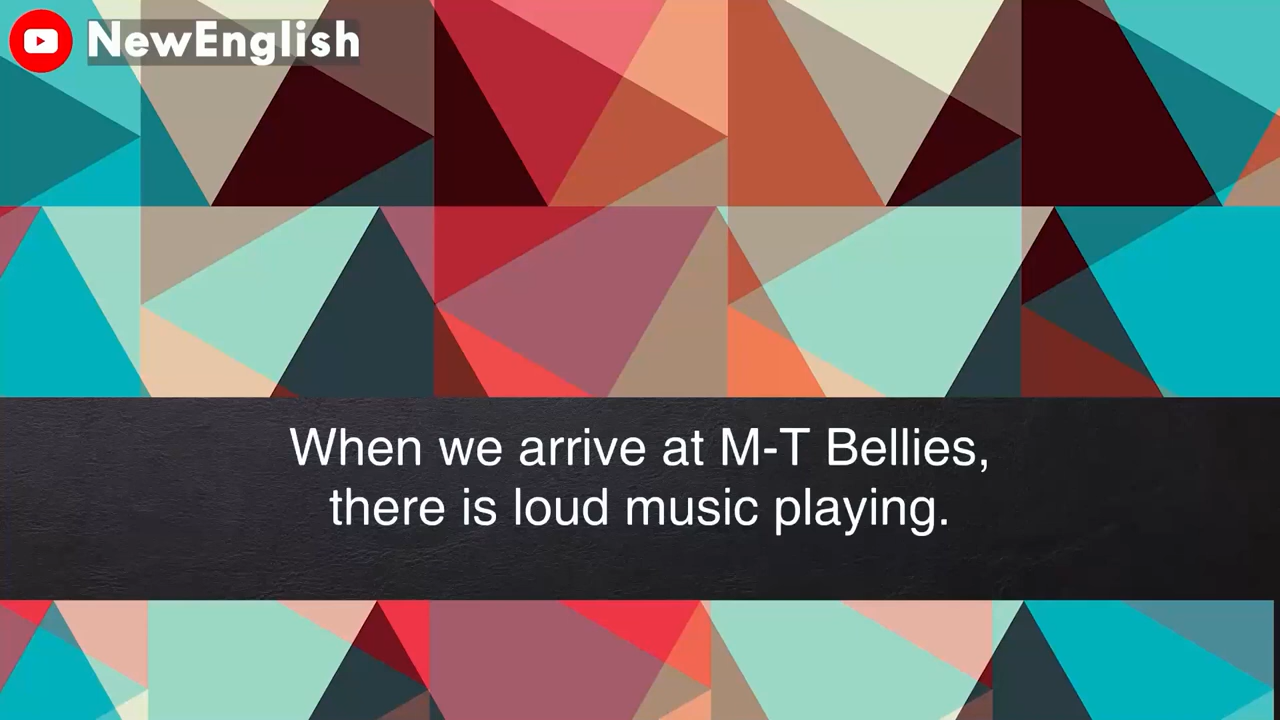 NewEnglish
When we arrive at M-T Bellies,
there is loud music playing.